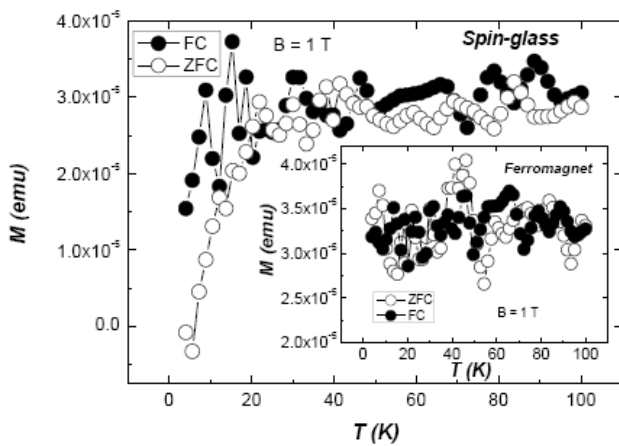 4.0x10⁻⁵
FC
ZFC
B = 1 T
Spin-glass
3.0x10⁻⁵
2.0x10⁻⁵
1.0x10⁻⁵
0.0
M (emu)
0
20
40
60
80
100
T (K)
4.0x10⁻⁵
Ferromagnet
3.5x10⁻⁵
3.0x10⁻⁵
2.5x10⁻⁵
2.0x10⁻⁵
M (emu)
ZFC
FC
B = 1 T
0
20
40
60
80
100
T (K)